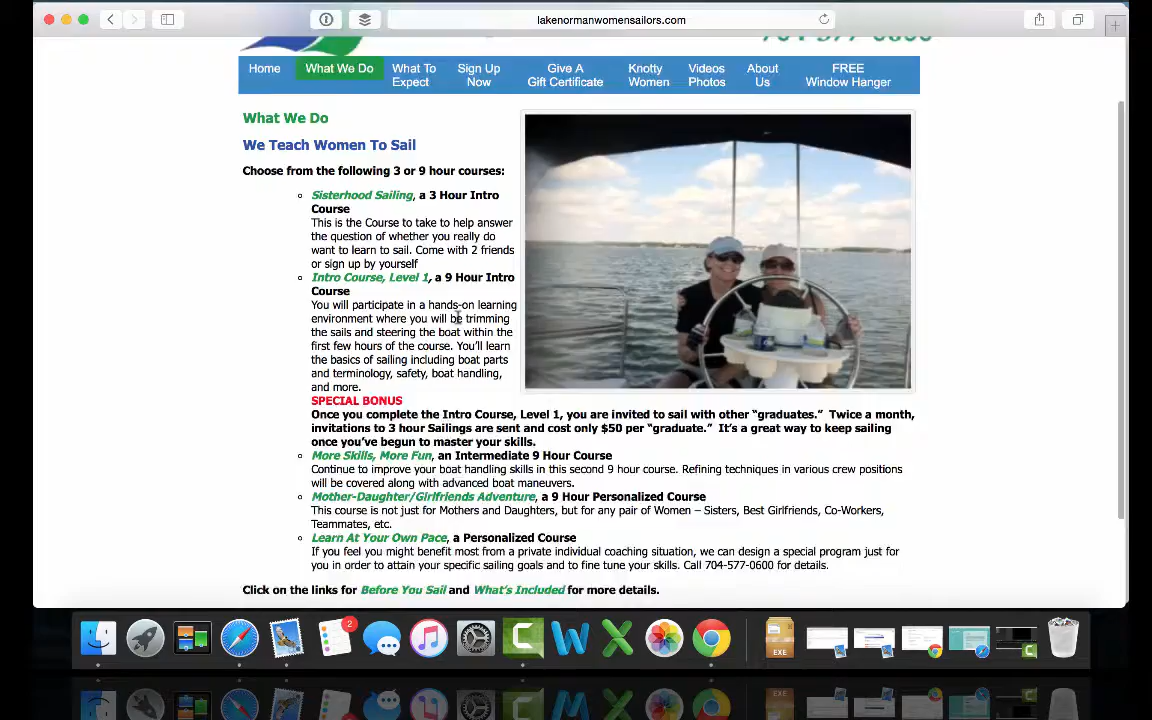 lakenormanwomensailors.com
Home
What We Do
What To
Expect
Sign Up
Now
Give A
Gift Certificate
Knotty
Women
Videos
Photos
About
Us
FREE
Window Hanger
What We Do
We Teach Women To Sail
Choose from the following 3 or 9 hour courses:
Sisterhood Sailing, a 3 Hour Intro
Course
This is the Course to take to help answer
the question of whether you really do
want to learn to sail. Come with 2 friends
or sign up by yourself
Intro Course, Level 1, a 9 Hour Intro
Course
You will participate in a hands-on learning
environment where you will be trimming
the sails and steering the boat within the
first few hours of the course. You'll learn
the basics of sailing including boat parts
and terminology, safety, boat handling,
and more.
SPECIAL BONUS
Once you complete the Intro Course, Level 1, you are invited to sail with other “graduates.” Twice a month,
invitations to 3 hour Sailings are sent and cost only $50 per “graduate.” It’s a great way to keep sailing
once you’ve begun to master your skills.
More Skills, More Fun, an Intermediate 9 Hour Course
Continue to improve your boat handling skills in this second 9 hour course. Refining techniques in various crew positions
will be covered along with advanced boat maneuvers.
Mother-Daughter/Girlfriends Adventure, a 9 Hour Personalized Course
This course is not just for Mothers and Daughters, but for any pair of Women – Sisters, Best Girlfriends, Co-Workers,
Teammates, etc.
Learn At Your Own Pace, a Personalized Course
If you feel you might benefit most from a private individual coaching situation, we can design a special program just for
you in order to attain your specific sailing goals and to fine tune your skills. Call 704-577-0600 for details.
Click on the links for Before You Sail and What’s Included for more details.
2
EXE